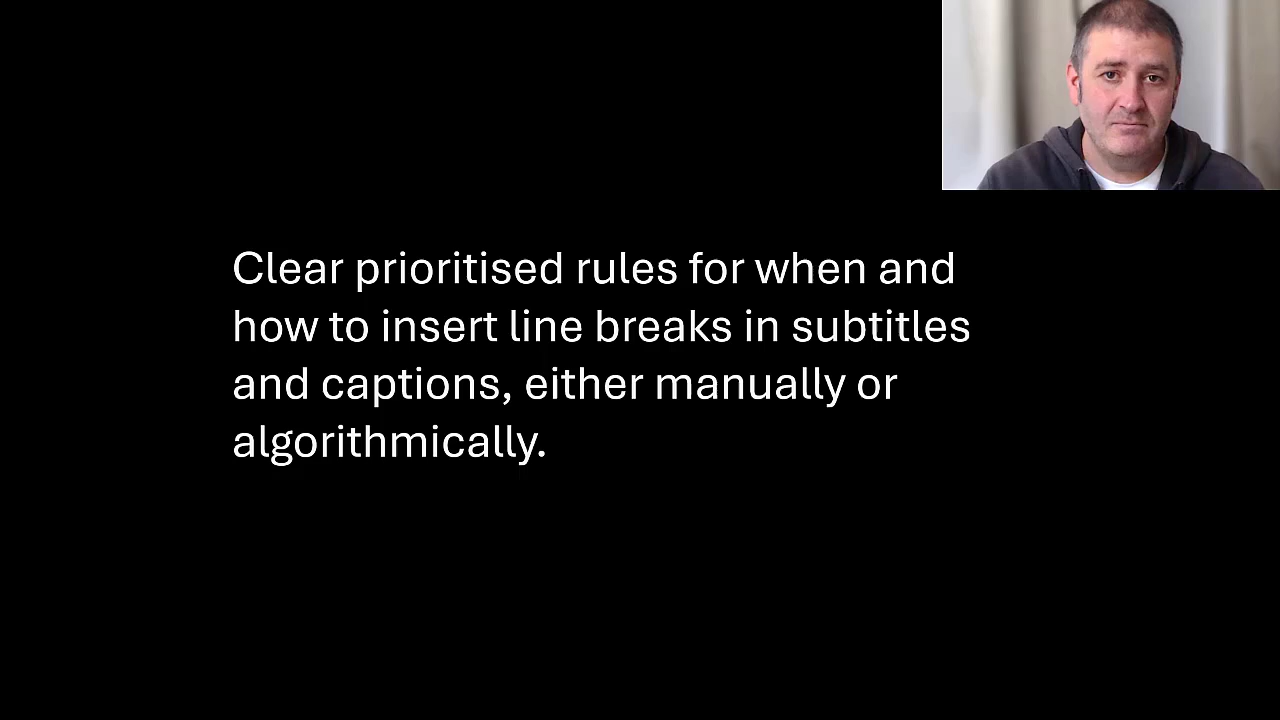 Clear prioritised rules for when and
how to insert line breaks in subtitles
and captions, either manually or
algorithmically.